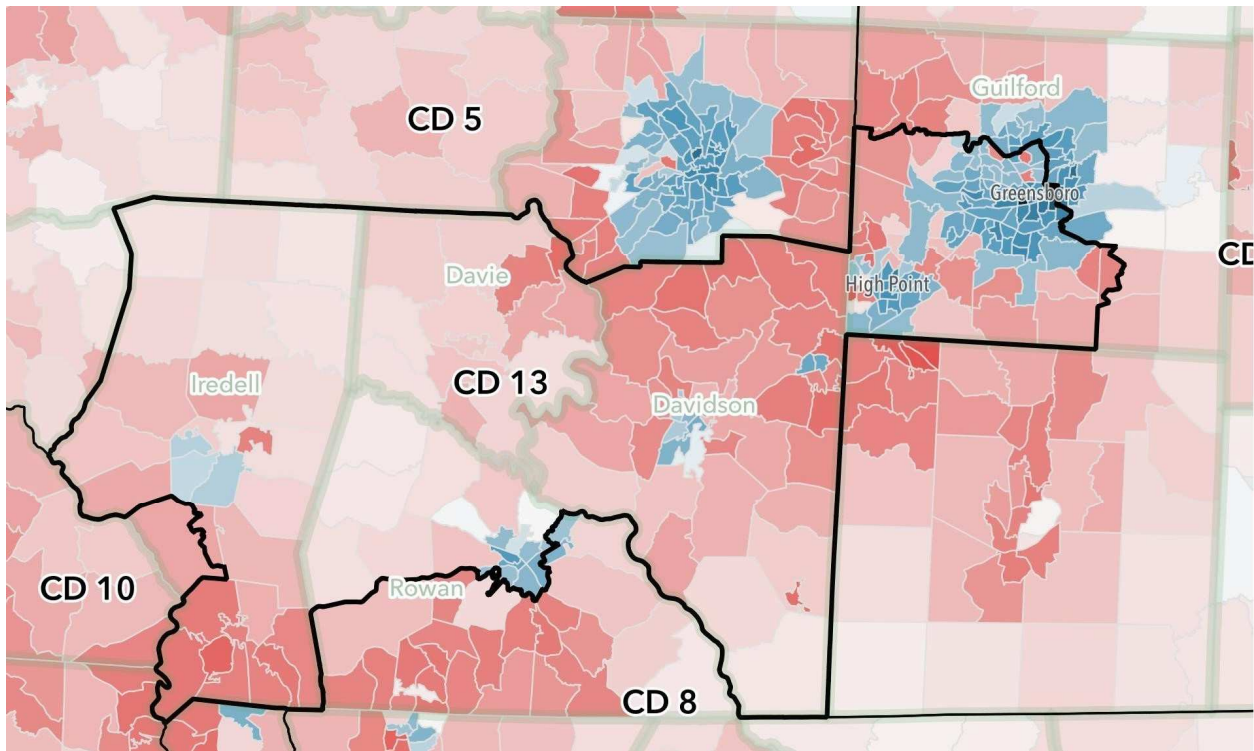 Guilford
CD 5
Greensboro
CD
Davie
High Point
CD 13
Iredell
Davidson
CD 10
Rowan
CD 8